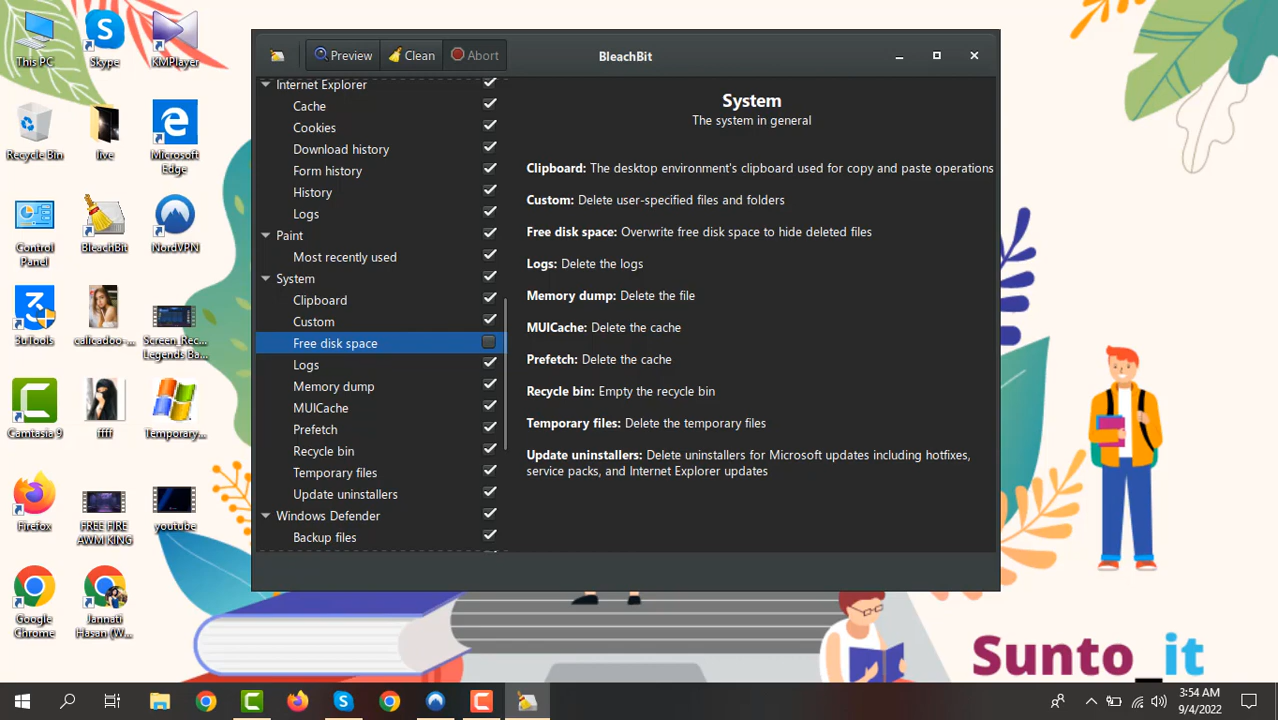 This PC
Skype
KMPlayer
Recycle Bin
live
Microsoft
Edge
Control
Panel
BleachBit
NordVPN
3uTools
calicadoo-...
Screen_Rec...
Legends Ba...
Camtasia 9
ffff
Temporary...
Firefox
FREE FIRE
AWM KING
youtube
Google
Chrome
Jannati
Hasan (W...
Preview
Clean
Abort
BleachBit
Internet Explorer
Cache
Cookies
Download history
Form history
History
Logs
Paint
Most recently used
System
Clipboard
Custom
Free disk space
Logs
Memory dump
MUICache
Prefetch
Recycle bin
Temporary files
Update uninstallers
Windows Defender
Backup files
System
The system in general
Clipboard: The desktop environment's clipboard used for copy and paste operations
Custom: Delete user-specified files and folders
Free disk space: Overwrite free disk space to hide deleted files
Logs: Delete the logs
Memory dump: Delete the file
MUICache: Delete the cache
Prefetch: Delete the cache
Recycle bin: Empty the recycle bin
Temporary files: Delete the temporary files
Update uninstallers: Delete uninstallers for Microsoft updates including hotfixes,
service packs, and Internet Explorer updates
Sunto_it
3:54 AM
9/4/2022